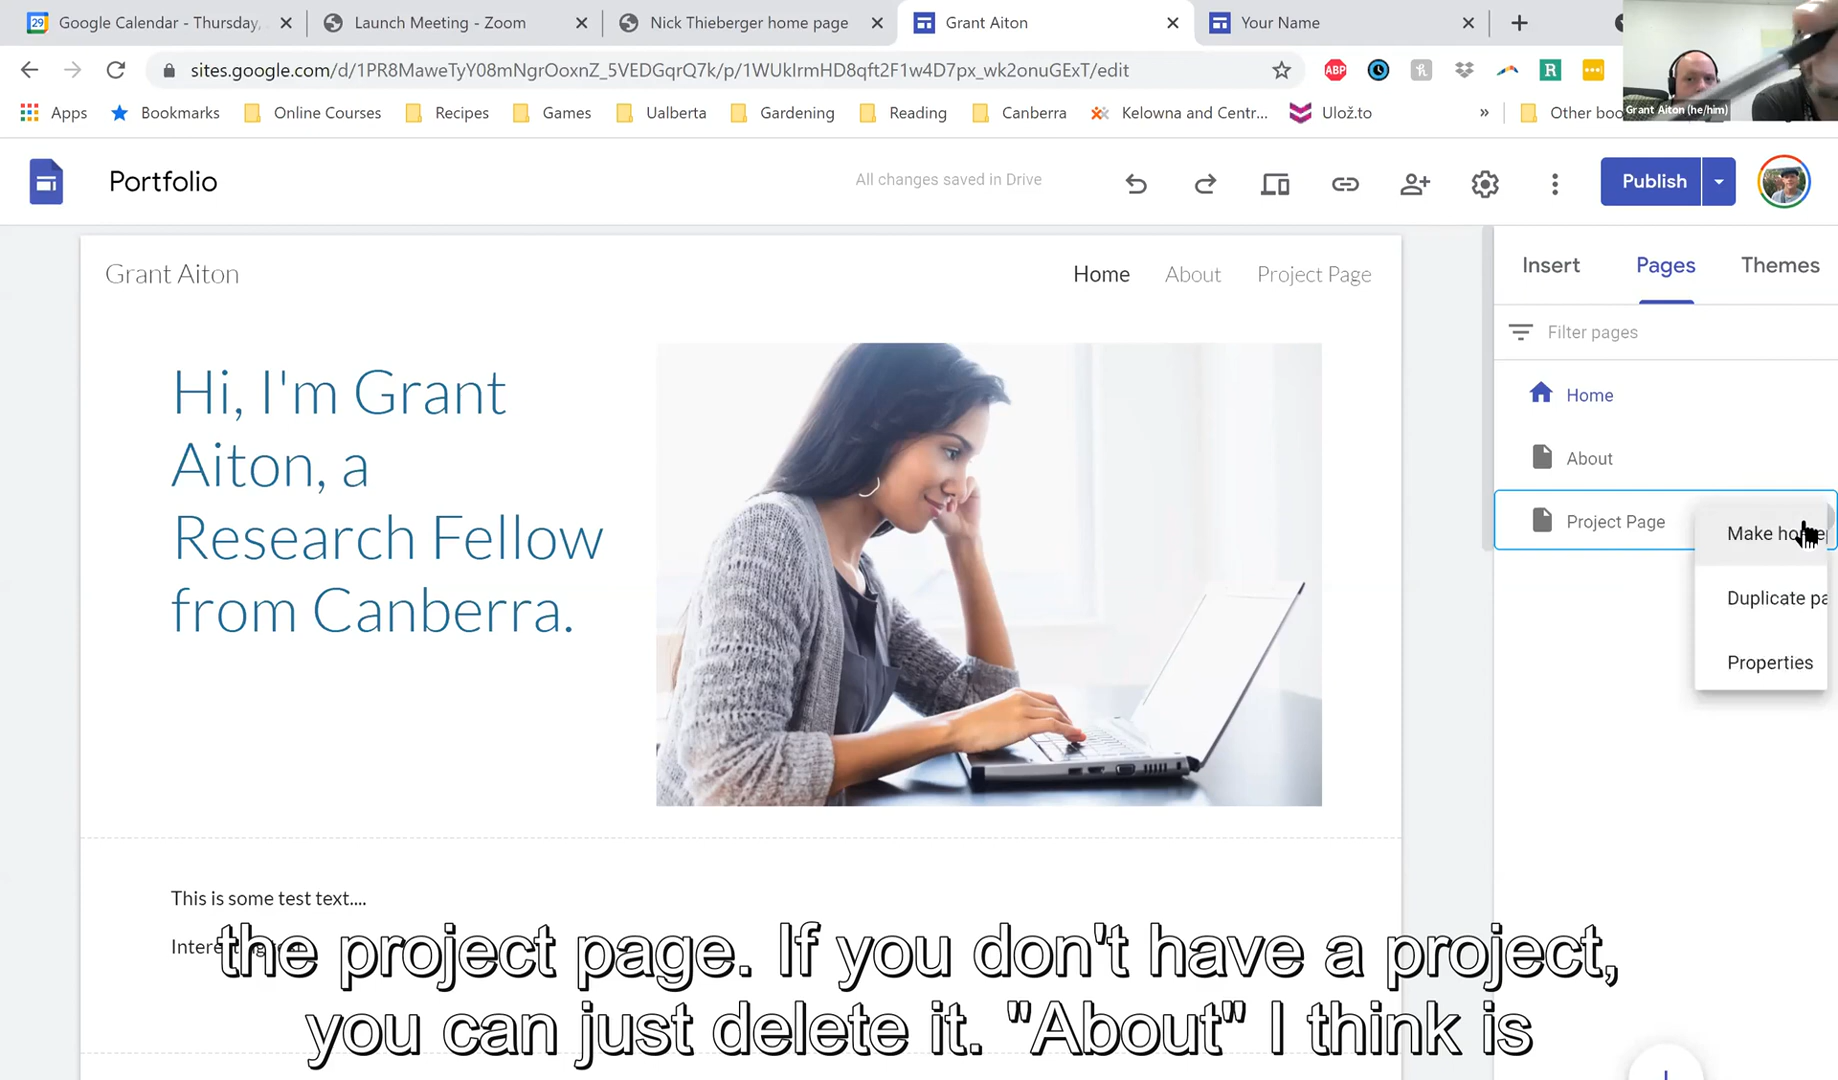 Google Calendar - Thursday,
Launch Meeting - Zoom
Nick Thieberger home page
Grant Aiton
Your Name
sites.google.com/d/1PR8MaweTyY08mNgrOoxnZ_5VEDGqrQ7k/p/1WUkIrmHD8qft2F1w4D7px_wk2onuGExT/edit
Grant Aiton (he/him)
Apps
Bookmarks
Online Courses
Recipes
Games
Ualberta
Gardening
Reading
Canberra
Kelowna and Centr...
Ulož.to
»
Other boo
Portfolio
All changes saved in Drive
Publish
Grant Aiton
Home
About
Project Page
Insert
Pages
Themes
Filter pages
Home
About
Project Page
Make
Duplicate pa
Properties
Hi, I'm Grant
Aiton, a
Research Fellow
from Canberra.
This is some test text....
the project page. If you don't have a project,
you can just delete it. "About" I think is